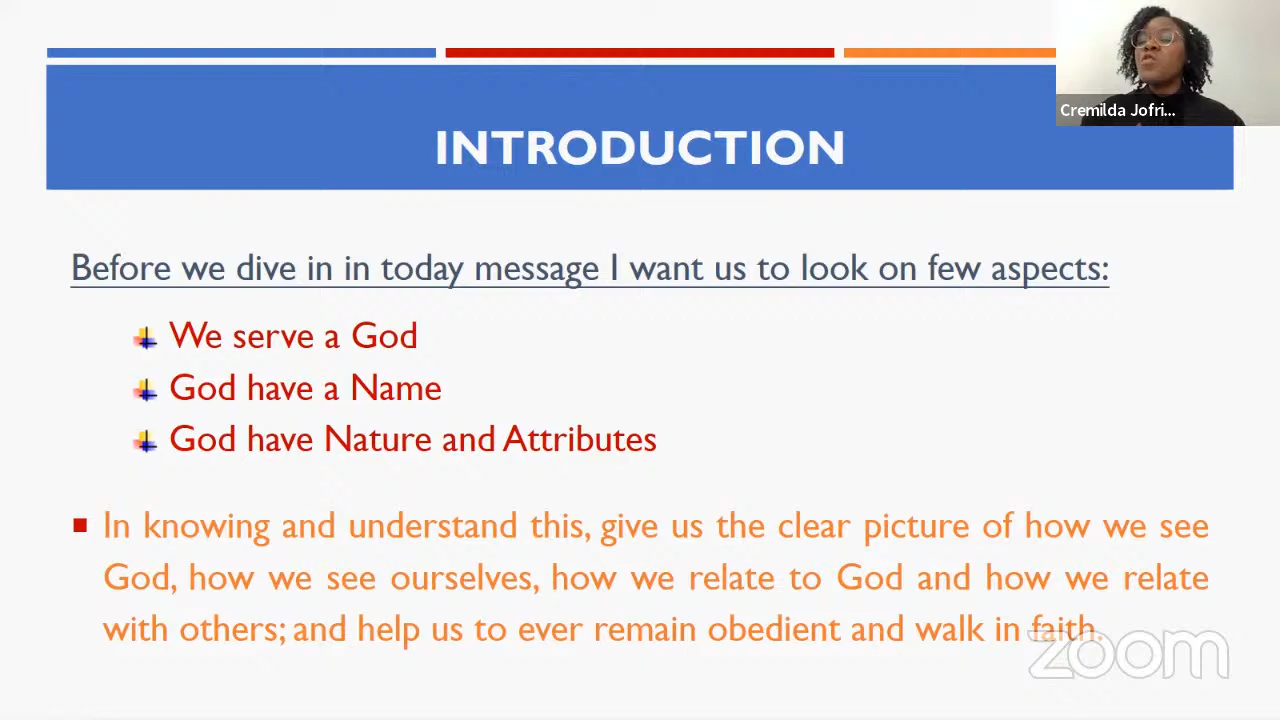 Cremilda Jofri...
INTRODUCTION
Before we dive in in today message I want us to look on few aspects:
We serve a God
God have a Name
God have Nature and Attributes
In knowing and understand this, give us the clear picture of how we see
God, how we see ourselves, how we relate to God and how we relate
with others; and help us to ever remain obedient and walk in faith.
zoom